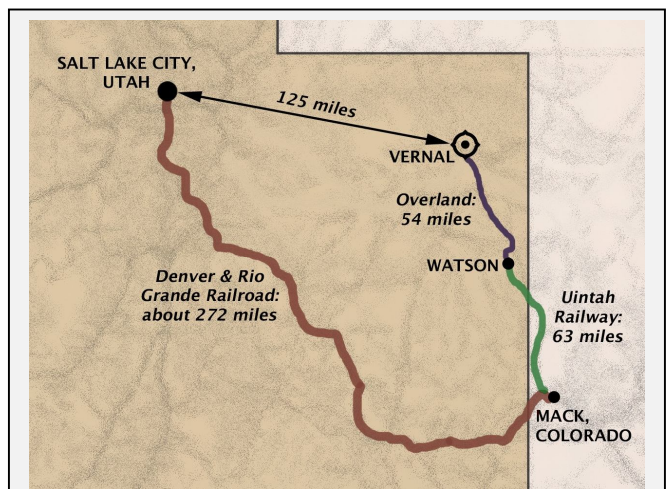 SALT LAKE CITY,
UTAH
125 miles
VERNAL
Overland:
54 miles
WATSON
Denver & Rio
Grande Railroad:
about 272 miles
Uintah
Railway:
63 miles
MACK,
COLORADO